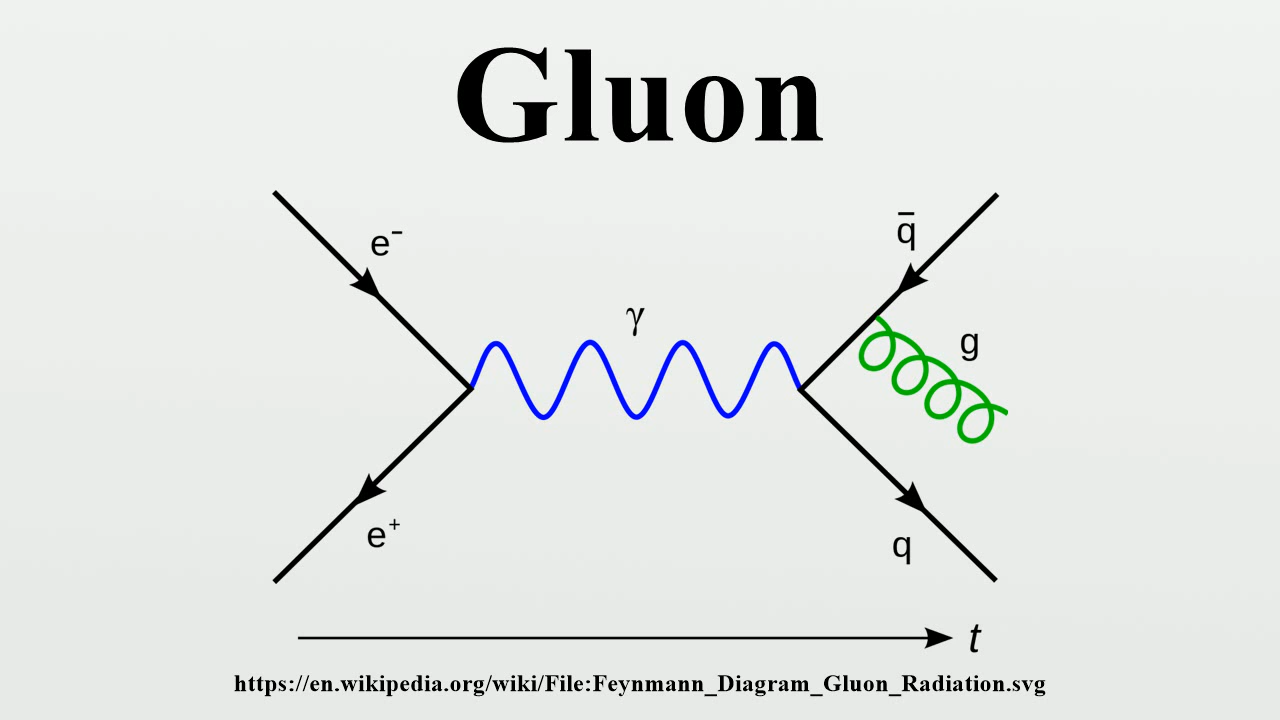 Gluon
e⁻
q̄
γ
g
e⁺
q
t
https://en.wikipedia.org/wiki/File:Feynmann_Diagram_Gluon_Radiation.svg